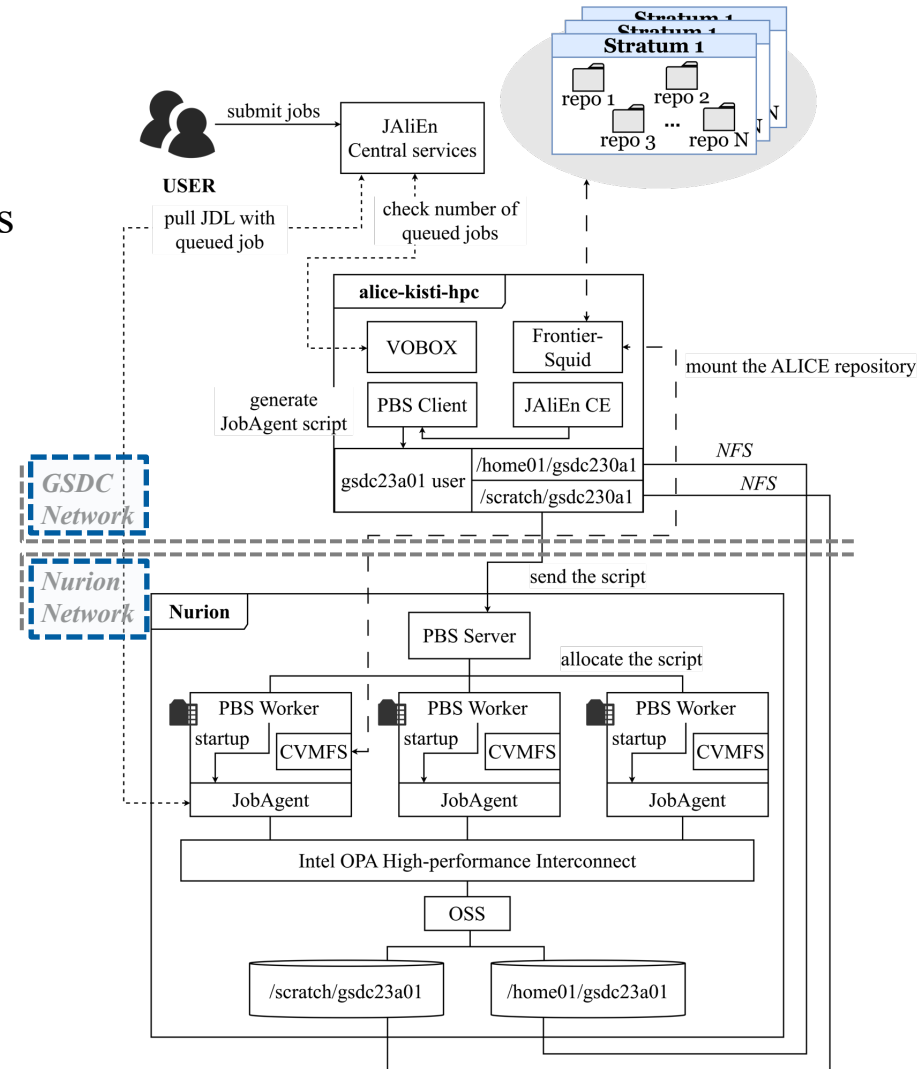 Stratum 1
Stratum 1
Stratum 1
repo 1
repo 2
repo 3
...
repo N
N
N
submit jobs
JAliEn
Central services
USER
S
pull JDL with
queued job
check number of
queued jobs
alice-kisti-hpc
VOBOX
Frontier-
Squid
mount the ALICE repository
generate
JobAgent script
PBS Client
JAliEn CE
gsdc23a01 user
/home01/gsdc230a1
/scratch/gsdc230a1
NFS
NFS
GSDC
Network
Nurion
Network
send the script
Nurion
PBS Server
allocate the script
PBS Worker
startup
CVMFS
JobAgent
PBS Worker
startup
CVMFS
JobAgent
PBS Worker
startup
CVMFS
JobAgent
Intel OPA High-performance Interconnect
OSS
/scratch/gsdc23a01
/home01/gsdc23a01